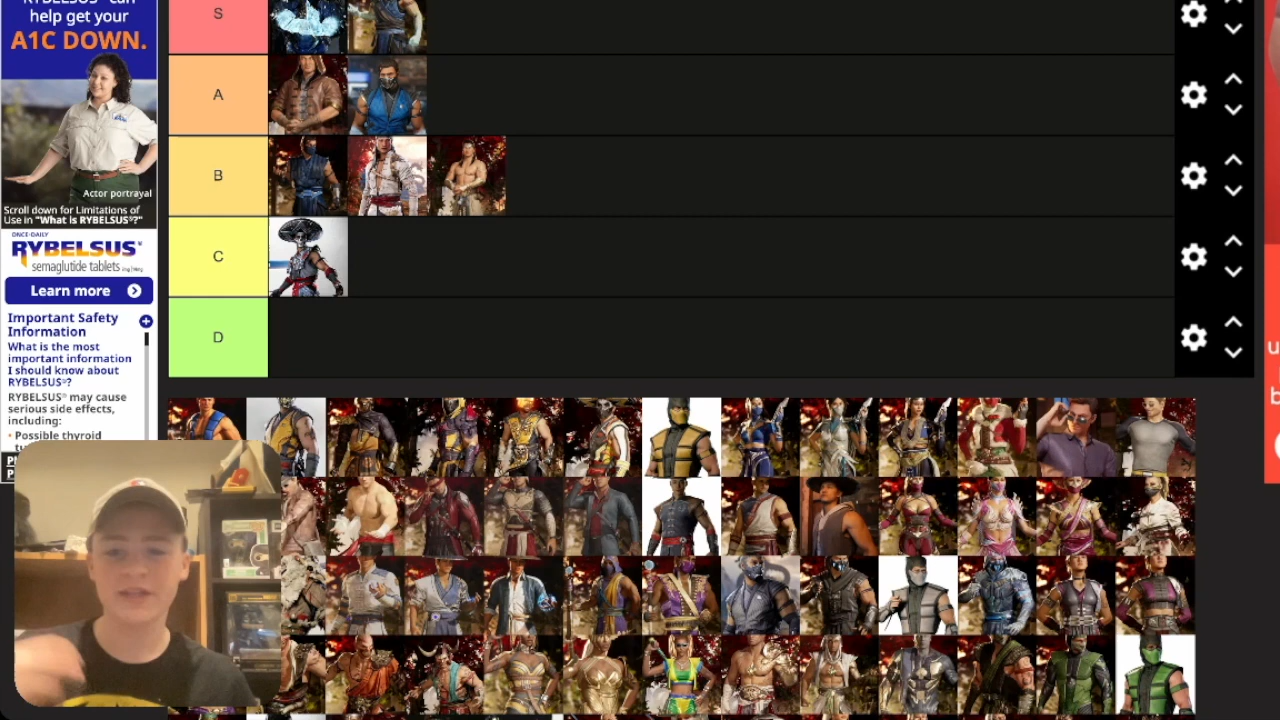 RYBELSUS® can
help get your
A1C DOWN.
Actor portrayal
Scroll down for Limitations of
Use in "What is RYBELSUS®?"
ONCE-DAILY
RYBELSUS®
semaglutide tablets
Learn more
Important Safety
Information
What is the most
important information
I should know about
RYBELSUS®?
RYBELSUS® may cause
serious side effects,
including:
• Possible thyroid
S
A
B
C
D